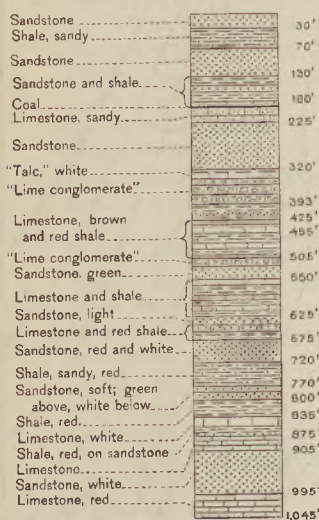 Sandstone
30'
Shale, sandy
70'
Sandstone
130'
Sandstone and shale
180'
Coal
Limestone, sandy
225'
Sandstone
320'
"Talc," white
"Lime conglomerate"
393'
425'
Limestone, brown
and red shale
455'
505'
"Lime conglomerate"
Sandstone, green
550'
Limestone and shale
Sandstone, light
625'
Limestone and red shale
675'
Sandstone, red and white
720'
Shale, sandy, red
770'
Sandstone, soft; green
above, white below
800'
835'
Shale, red
Limestone, white
875'
Shale, red, on sandstone
905'
Limestone
Sandstone, white
995'
Limestone, red
1,045'